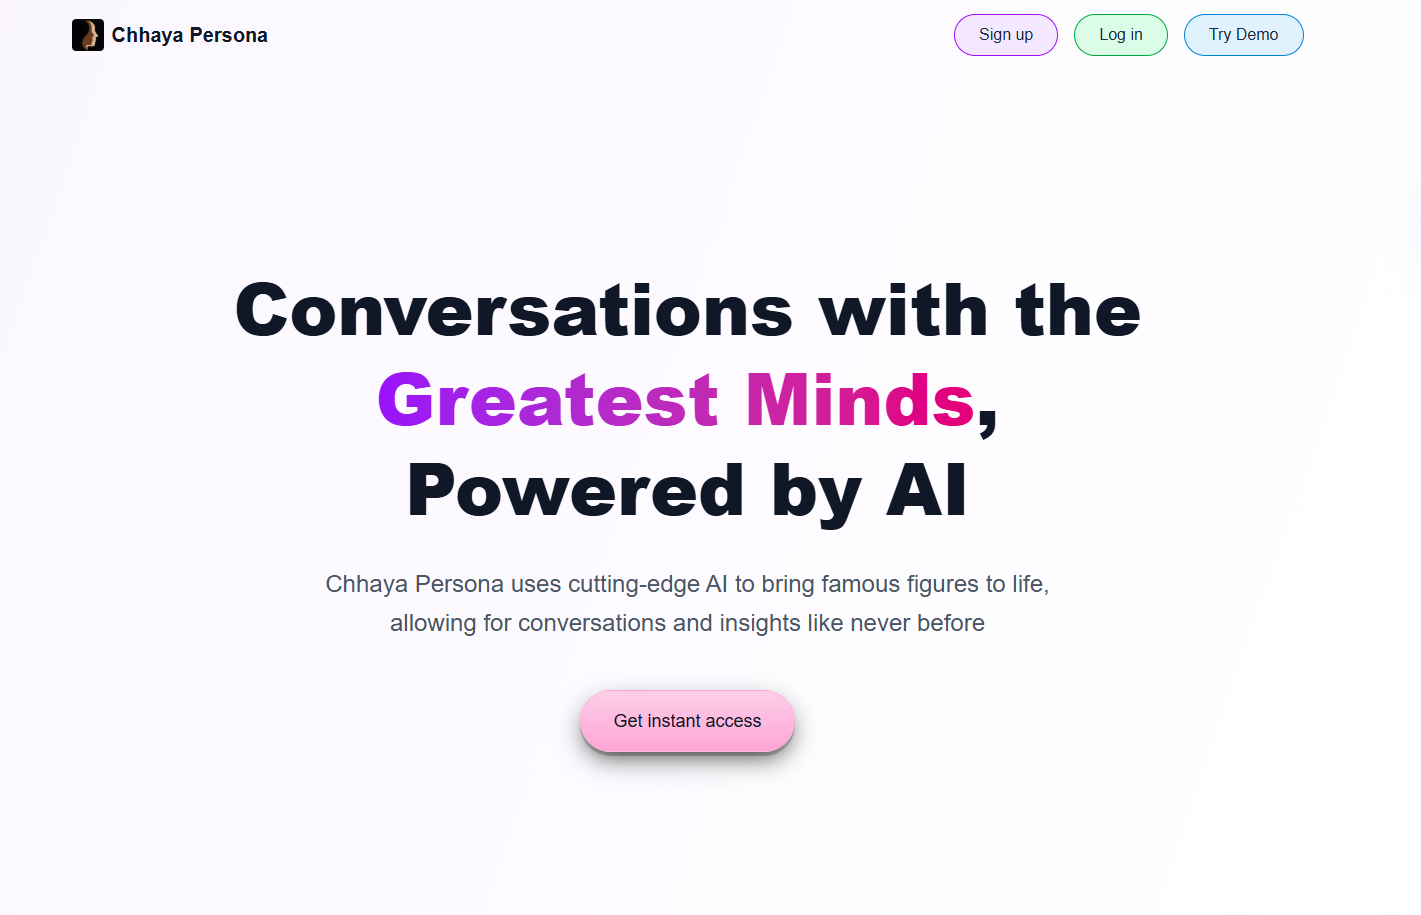 Chhaya Persona
Sign up
Log in
Try Demo
Conversations with the
Greatest Minds,
Powered by AI
Chhaya Persona uses cutting-edge AI to bring famous figures to life,
allowing for conversations and insights like never before
Get instant access